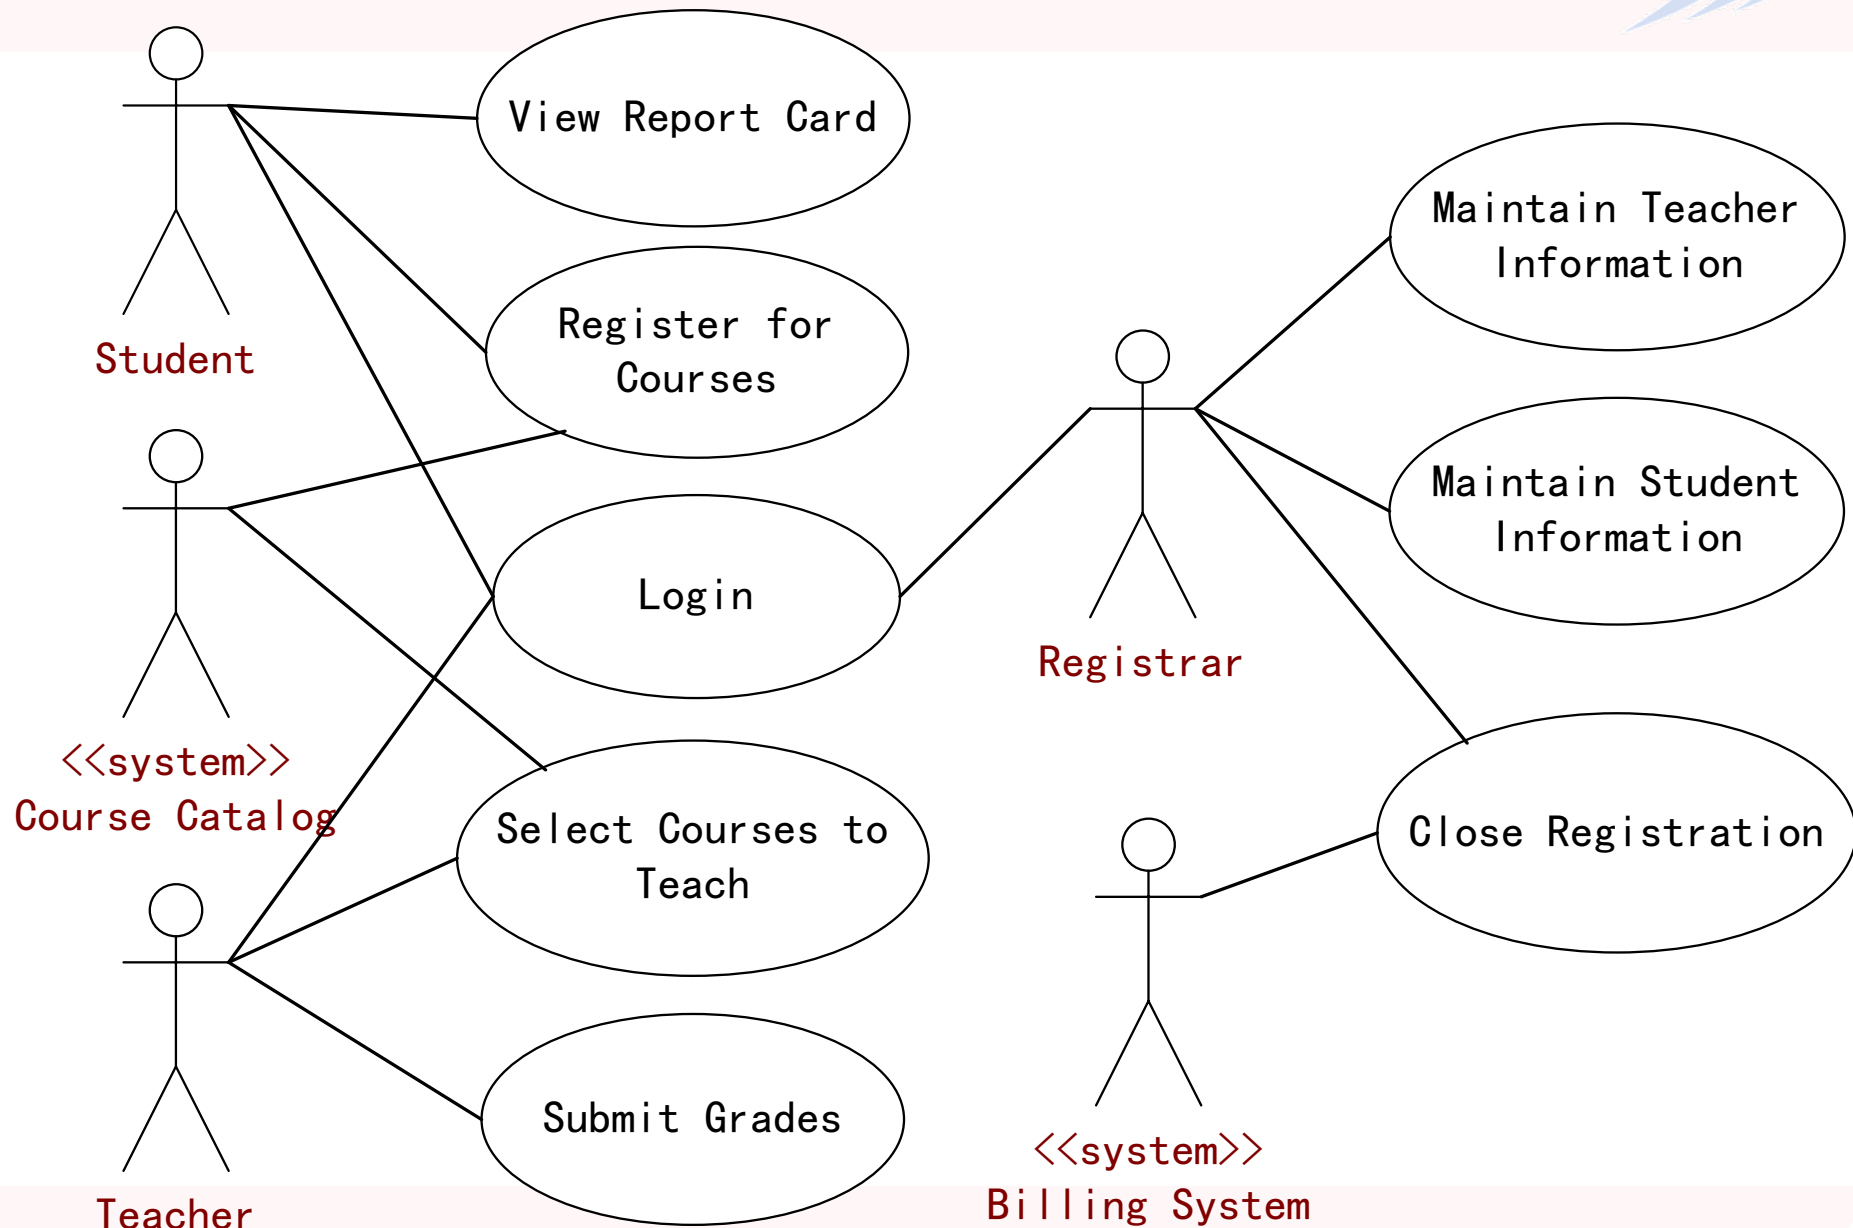 View Report Card
Register for
Courses
Student
Login
<<system>>
Course Catalog
Select Courses to
Teach
Submit Grades
Teacher
Maintain Teacher
Information
Maintain Student
Information
Registrar
Close Registration
<<system>>
Billing System